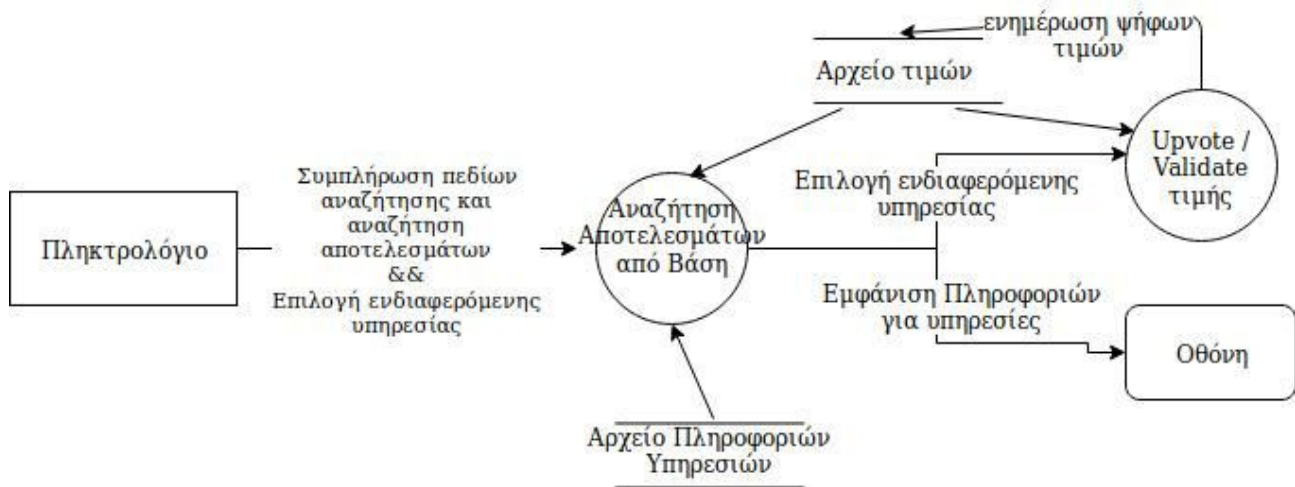 ενημέρωση ψήφων
τιμών
Αρχείο τιμών
Upvote /
Validate
τιμής
Συμπλήρωση πεδίων
αναζήτησης και
αναζήτηση
αποτελεσμάτων
&&
Επιλογή ενδιαφερόμενης
υπηρεσίας
Πληκτρολόγιο
Αναζήτηση
Αποτελεσμάτων
από Βάση
Επιλογή ενδιαφερόμενης
υπηρεσίας
Εμφάνιση Πληροφοριών
για υπηρεσίες
Οθόνη
Αρχείο Πληροφοριών
Υπηρεσιών